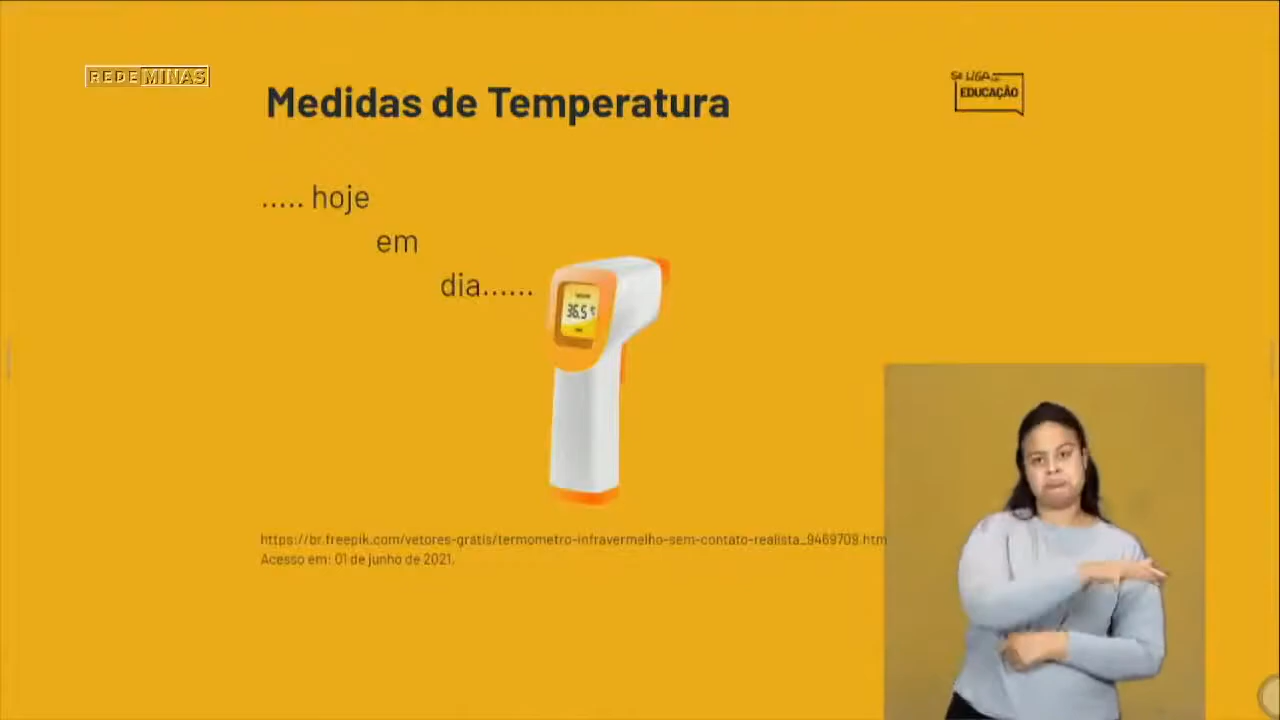 REDE MINAS
Medidas de Temperatura
SE LIGA NA
EDUCAÇÃO
..... hoje
em
dia......
36.5 °C
https://br.freepik.com/vetores-gratis/termometro-infravermelho-sem-contato-realista_9469709.htm
Acesso em: 01 de junho de 2021.